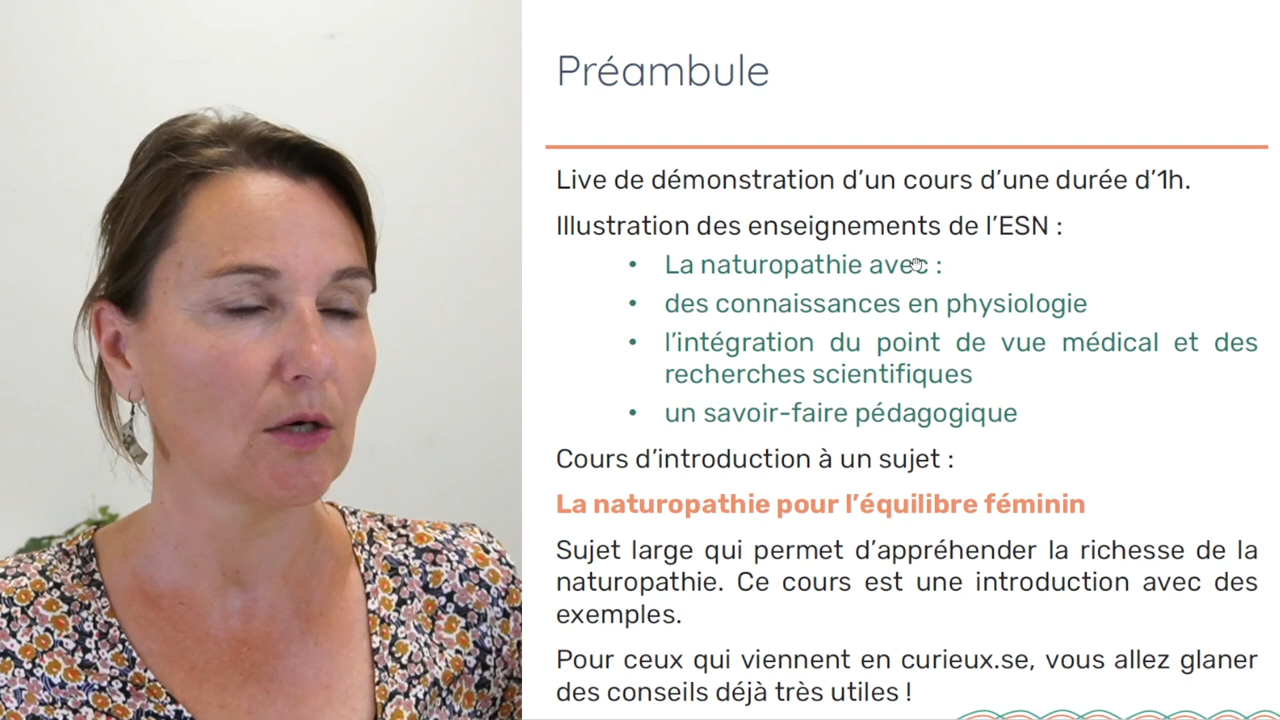 Préambule
Live de démonstration d'un cours d'une durée d'1h.
Illustration des enseignements de l'ESN :
• La naturopathie avec :
• des connaissances en physiologie
• l'intégration du point de vue médical et des
recherches scientifiques
• un savoir-faire pédagogique
Cours d'introduction à un sujet :
La naturopathie pour l'équilibre féminin
Sujet large qui permet d'appréhender la richesse de la
naturopathie. Ce cours est une introduction avec des
exemples.
Pour ceux qui viennent en curieux.se, vous allez glaner
des conseils déjà très utiles !